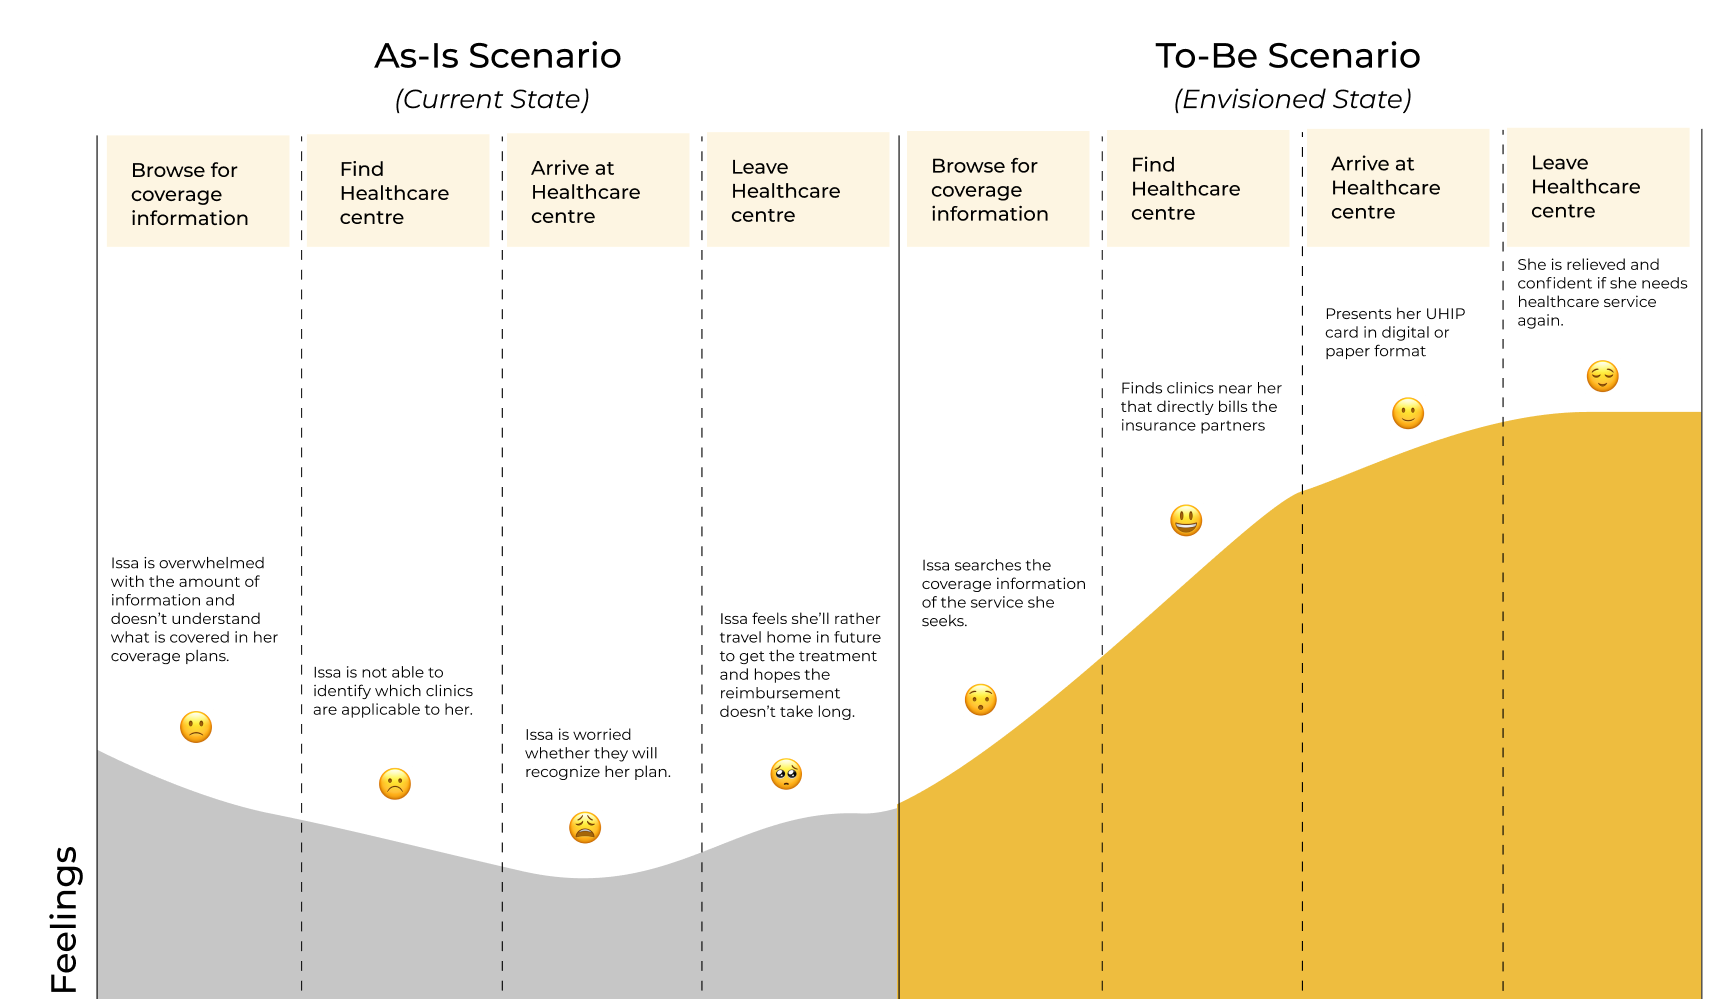 As-Is Scenario
(Current State)
To-Be Scenario
(Envisioned State)
Browse for
coverage
information
Find
Healthcare
centre
Arrive at
Healthcare
centre
Leave
Healthcare
centre
Browse for
coverage
information
Find
Healthcare
centre
Arrive at
Healthcare
centre
Leave
Healthcare
centre
Issa is overwhelmed
with the amount of
information and
doesn't understand
what is covered in her
coverage plans.
Issa is not able to
identify which clinics
are applicable to her.
Issa is worried
whether they will
recognize her plan.
Issa feels she'll rather
travel home in future
to get the treatment
and hopes the
reimbursement
doesn't take long.
Issa searches the
coverage information
of the service she
seeks.
Finds clinics near her
that directly bills the
insurance partners
Presents her UHIP
card in digital or
paper format
She is relieved and
confident if she needs
healthcare service
again.
Feelings